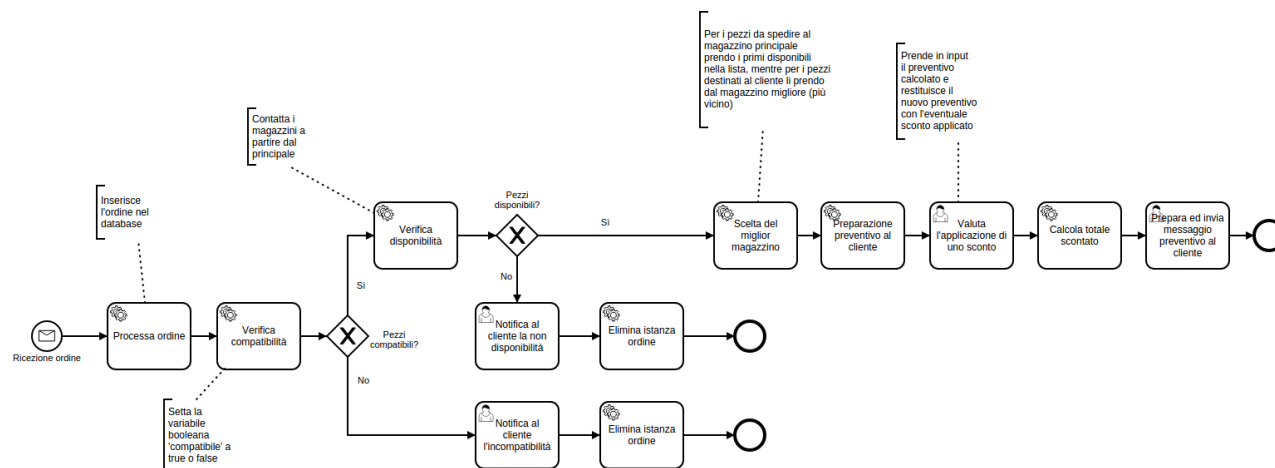 Per i pezzi da spedire al
magazzino principale
prendo i primi disponibili
nella lista, mentre per i pezzi
destinati al cliente li prendo
dal magazzino migliore (più
vicino)
Prende in input
il preventivo
calcolato e
restituisce il
nuovo preventivo
con l'eventuale
sconto applicato
Contatta i
magazzini a
partire dal
principale
Inserisce
l'ordine nel
database
Pezzi
disponibili?
Verifica
disponibilità
Sì
Scelta del
miglior
magazzino
Preparazione
preventivo al
cliente
Valuta
l'applicazione di
uno sconto
Calcola totale
scontato
Prepara ed invia
messaggio
preventivo al
cliente
No
Sì
Ricezione ordine
Processa ordine
Verifica
compatibilità
Pezzi
compatibili?
Notifica al
cliente la non
disponibilità
Elimina istanza
ordine
No
Setta la
variabile
booleana
'compatibile' a
true o false
Notifica al
cliente
l'incompatibilità
Elimina istanza
ordine